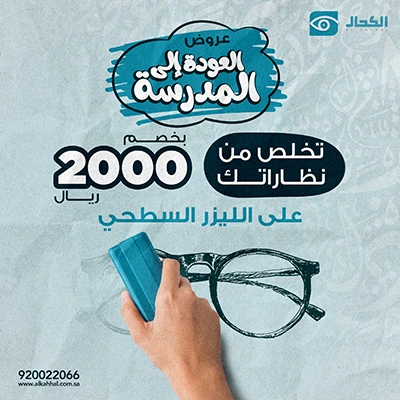 الكحال
عروض
العودة إلى
المدرسة
تخلص من
نظاراتك
بخصم
2000
ريال
على الليزر السطحي
920022066
www.alkahhal.com.sa